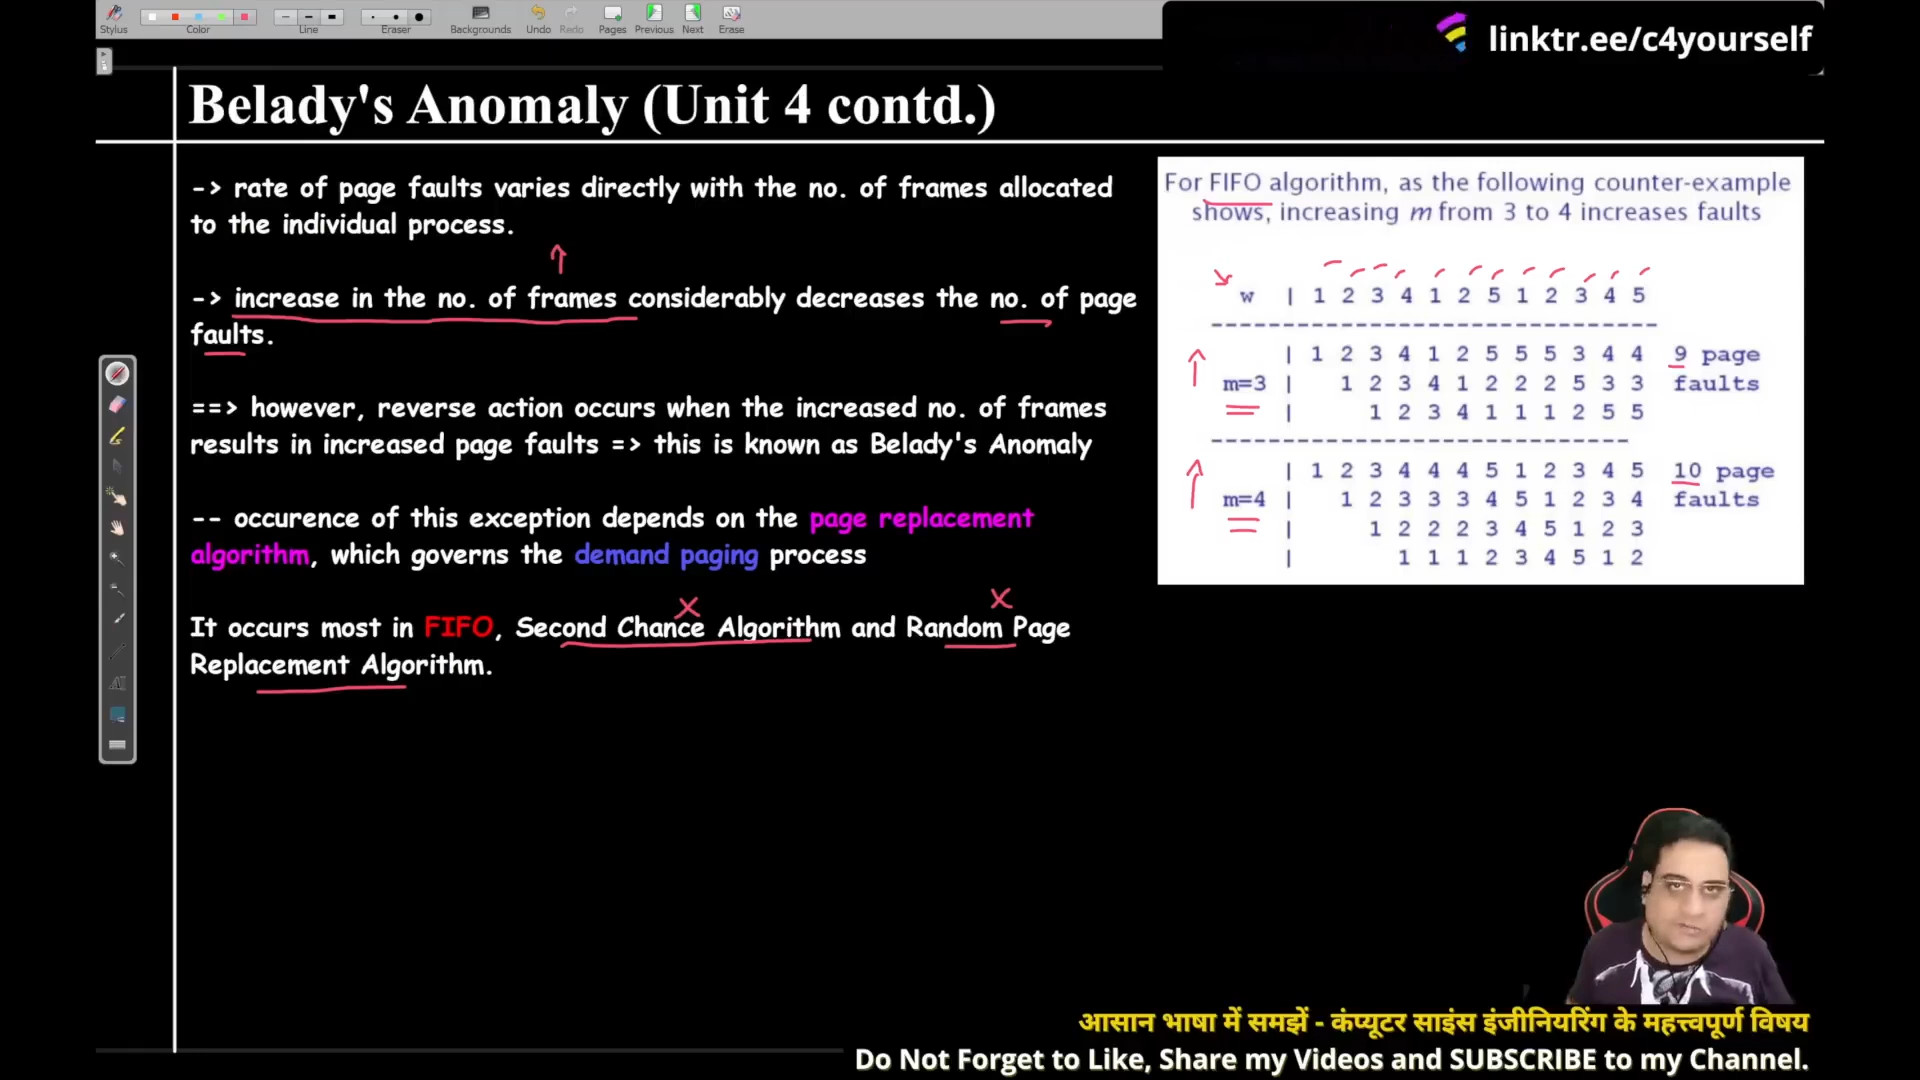 Stylus
Color
Line
Eraser
Backgrounds
Undo
Redo
Pages
Previous
Next
Erase
linktr.ee/c4yourself
Belady's Anomaly (Unit 4 contd.)
-> rate of page faults varies directly with the no. of frames allocated
to the individual process.
-> increase in the no. of frames considerably decreases the no. of page
faults.
==> however, reverse action occurs when the increased no. of frames
results in increased page faults => this is known as Belady's Anomaly
-- occurence of this exception depends on the page replacement
algorithm, which governs the demand paging process
It occurs most in FIFO, Second Chance Algorithm and Random Page
Replacement Algorithm.
For FIFO algorithm, as the following counter-example
shows, increasing m from 3 to 4 increases faults
w | 1 2 3 4 1 2 5 1 2 3 4 5
------------------------------
| 1 2 3 4 1 2 5 5 5 3 4 4 9 page
m=3 | 1 2 3 4 1 2 2 2 5 3 3 faults
| 1 2 3 4 1 1 1 2 5 5
-----------------------------
| 1 2 3 4 4 4 5 1 2 3 4 5 10 page
m=4 | 1 2 3 3 3 4 5 1 2 3 4 faults
| 1 2 2 2 3 4 5 1 2 3
| 1 1 1 2 3 4 5 1 2
आसान भाषा में समझें - कंप्यूटर साइंस इंजीनियरिंग के महत्त्वपूर्ण विषय
Do Not Forget to Like, Share my Videos and SUBSCRIBE to my Channel.